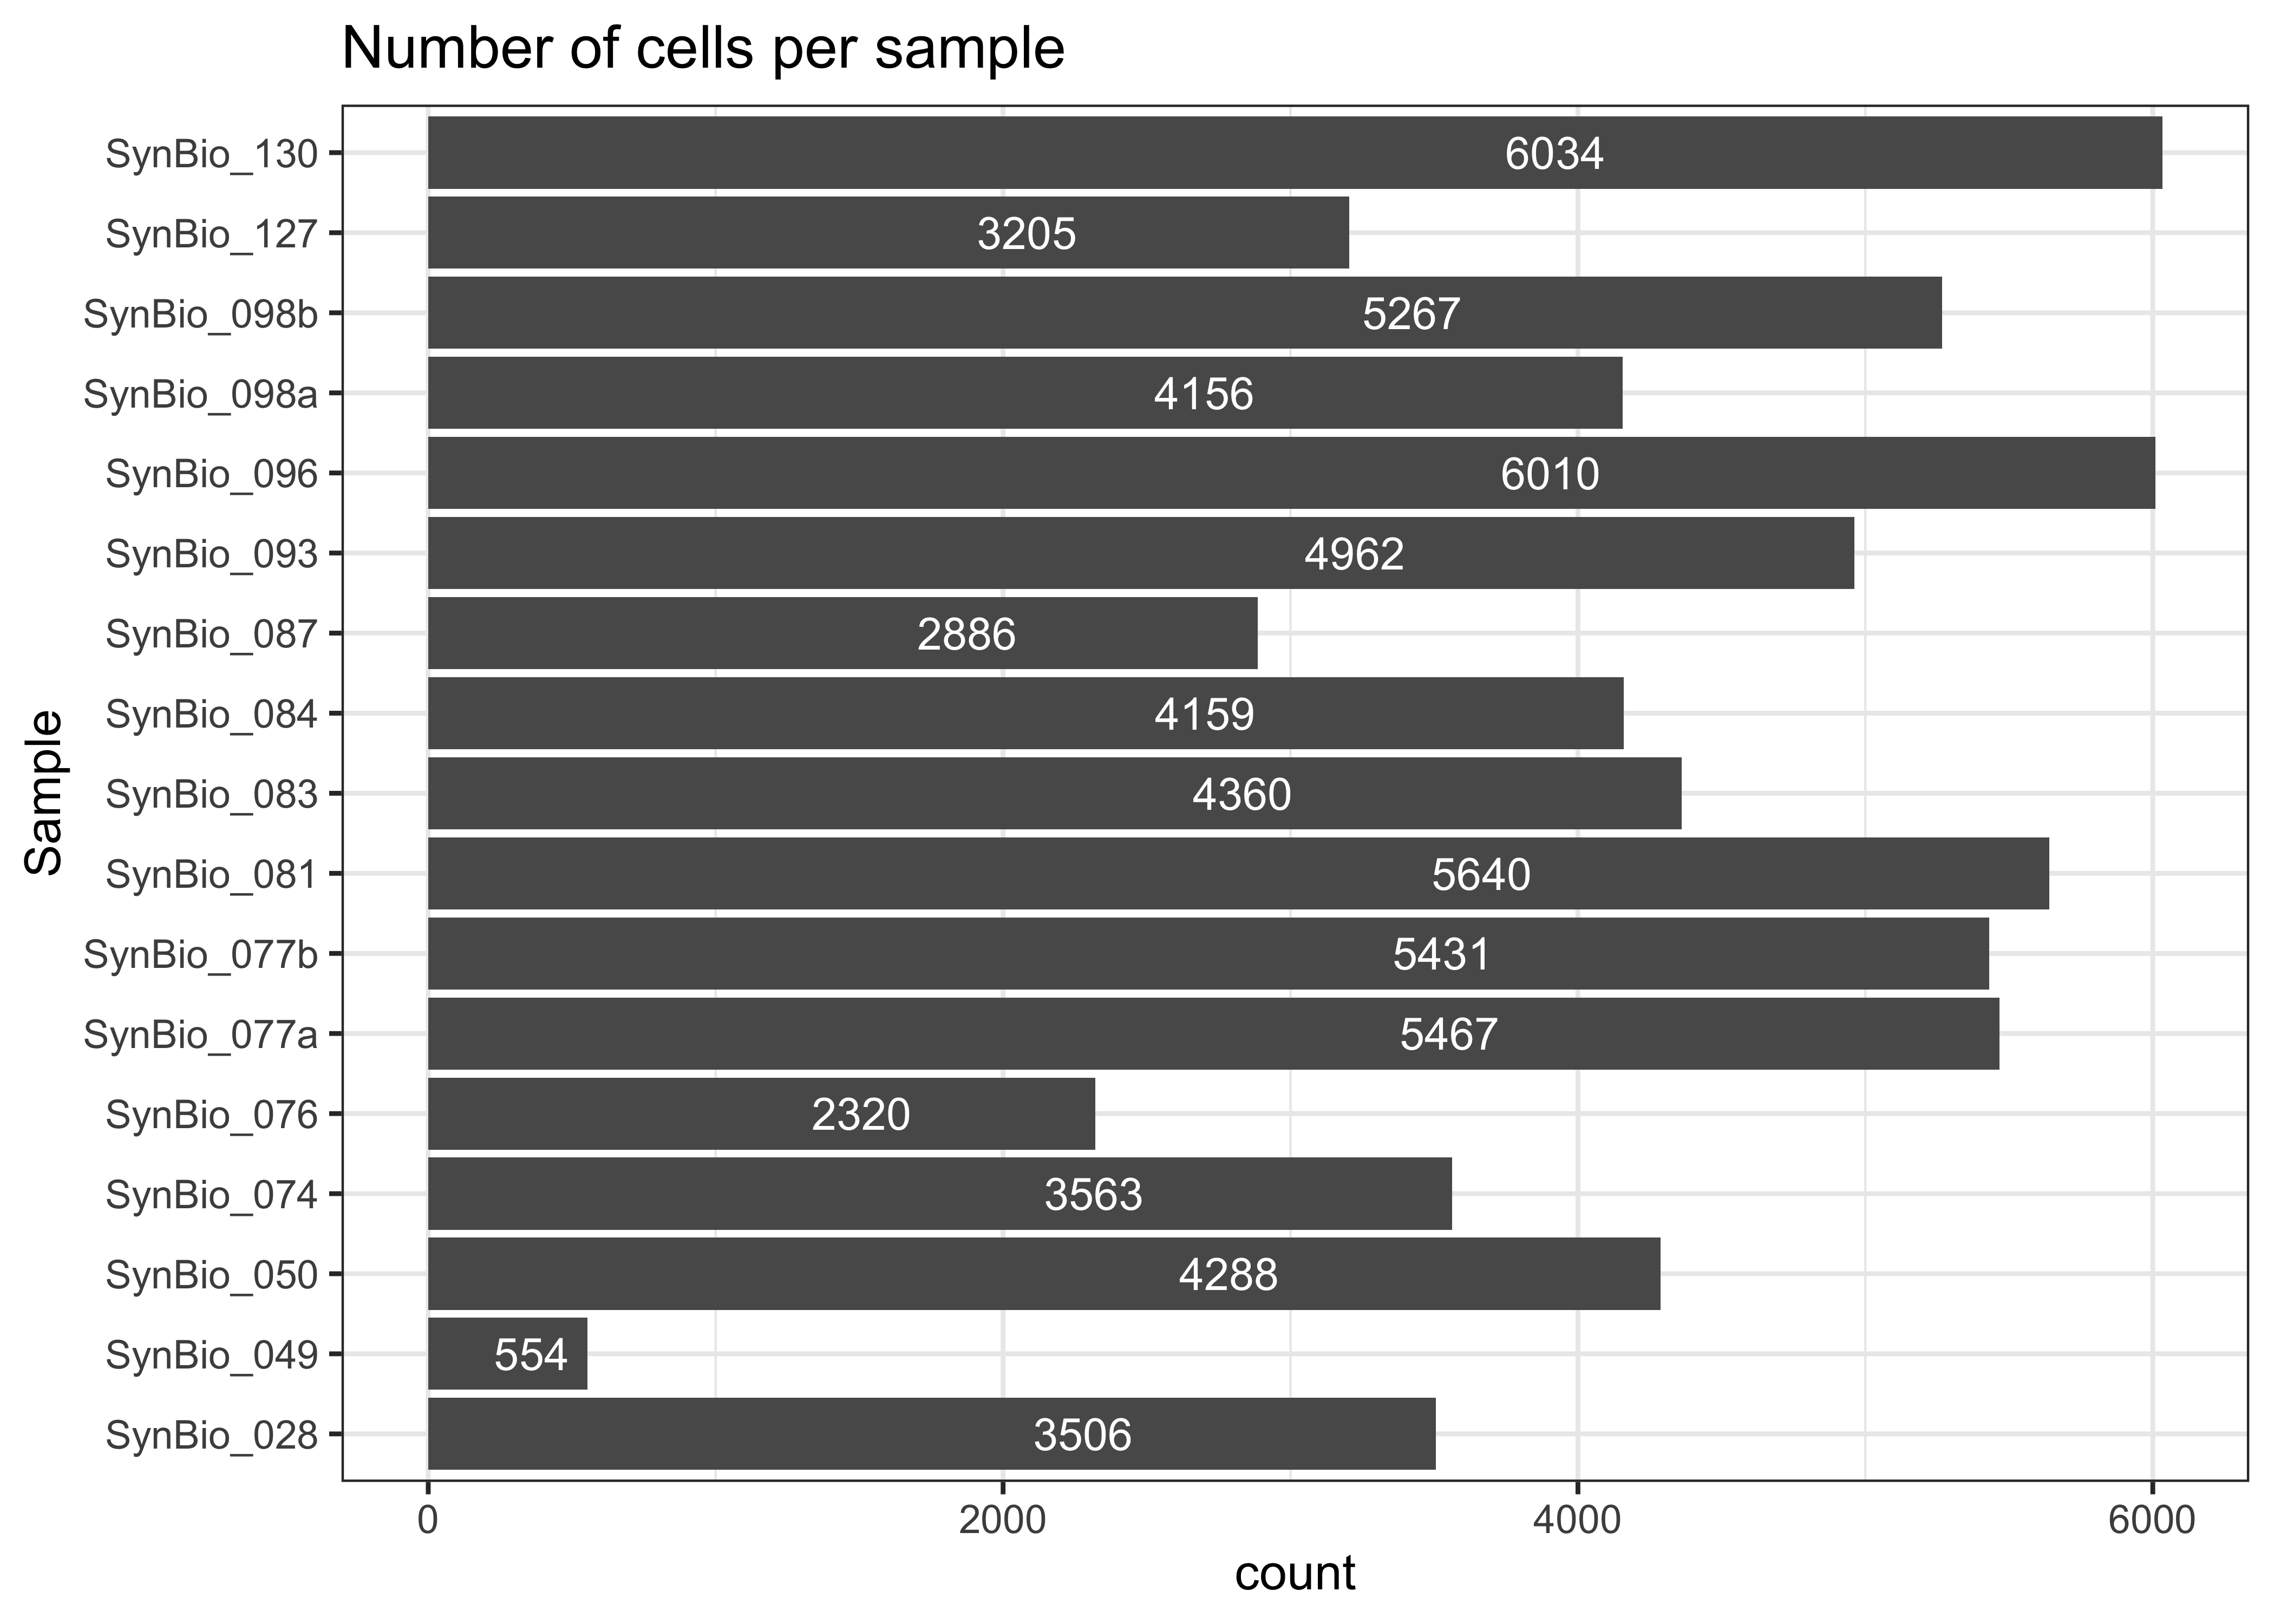 Number of cells per sample
SynBio_130 6034
SynBio_127 3205
SynBio_098b 5267
SynBio_098a 4156
SynBio_096 6010
SynBio_093 4962
SynBio_087 2886
SynBio_084 4159
SynBio_083 4360
SynBio_081 5640
SynBio_077b 5431
SynBio_077a 5467
SynBio_076 2320
SynBio_074 3563
SynBio_050 4288
SynBio_049 554
SynBio_028 3506
Sample
0 2000 4000 6000
count